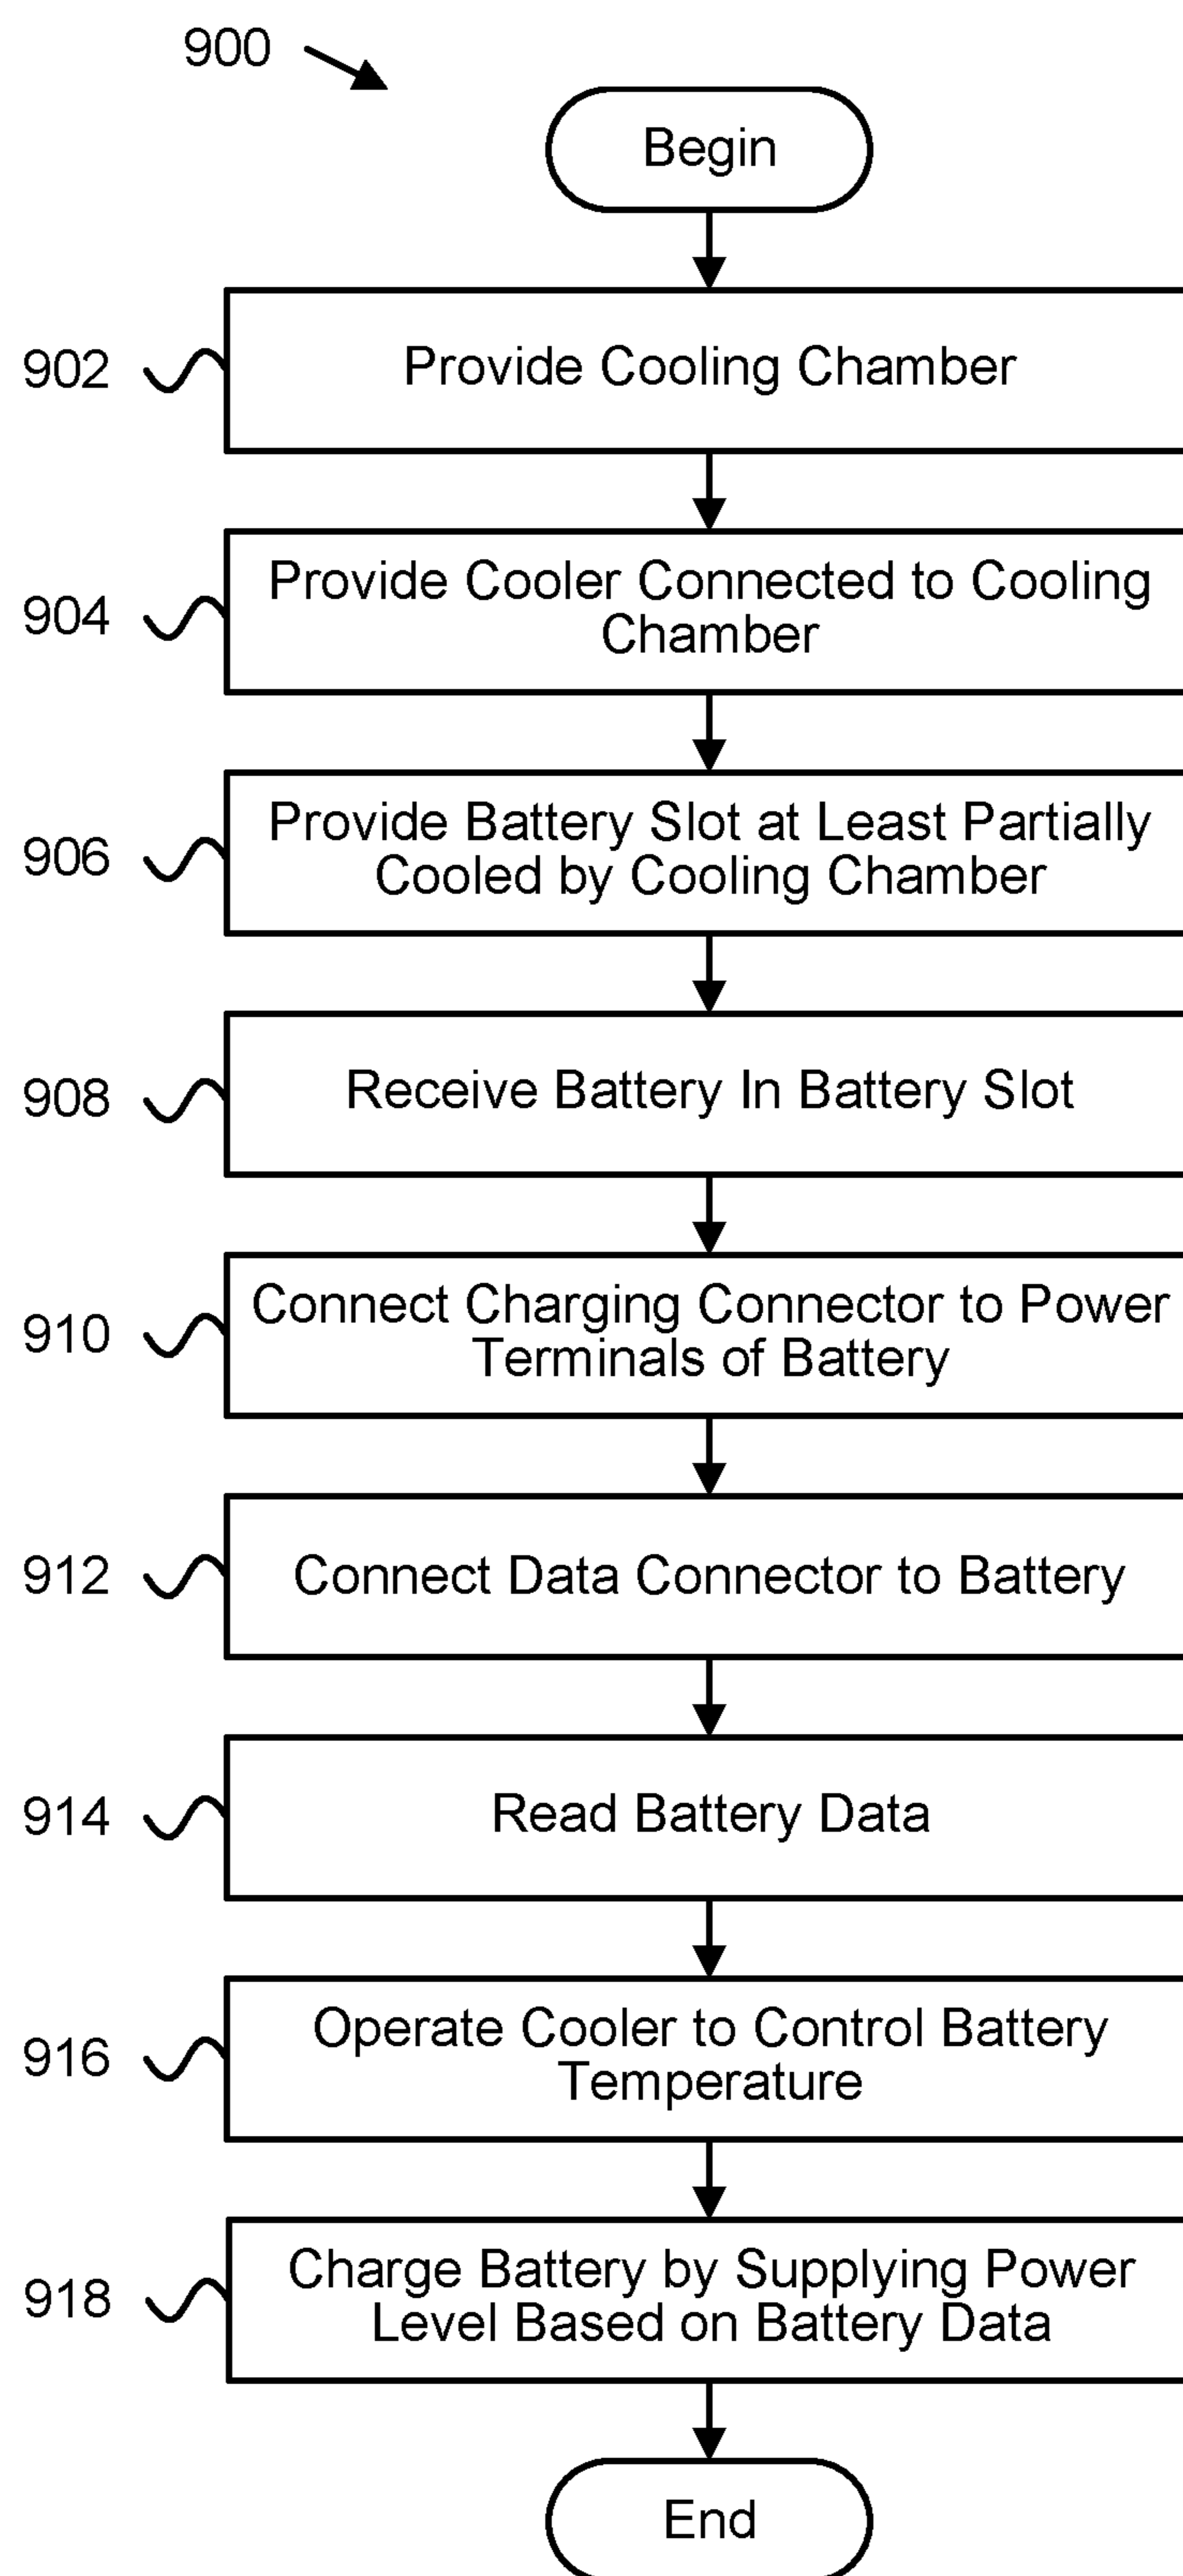 900
Begin
902
Provide Cooling Chamber
904
Provide Cooler Connected to Cooling
Chamber
906
Provide Battery Slot at Least Partially
Cooled by Cooling Chamber
908
Receive Battery In Battery Slot
910
Connect Charging Connector to Power
Terminals of Battery
912
Connect Data Connector to Battery
914
Read Battery Data
916
Operate Cooler to Control Battery
Temperature
918
Charge Battery by Supplying Power
Level Based on Battery Data
End